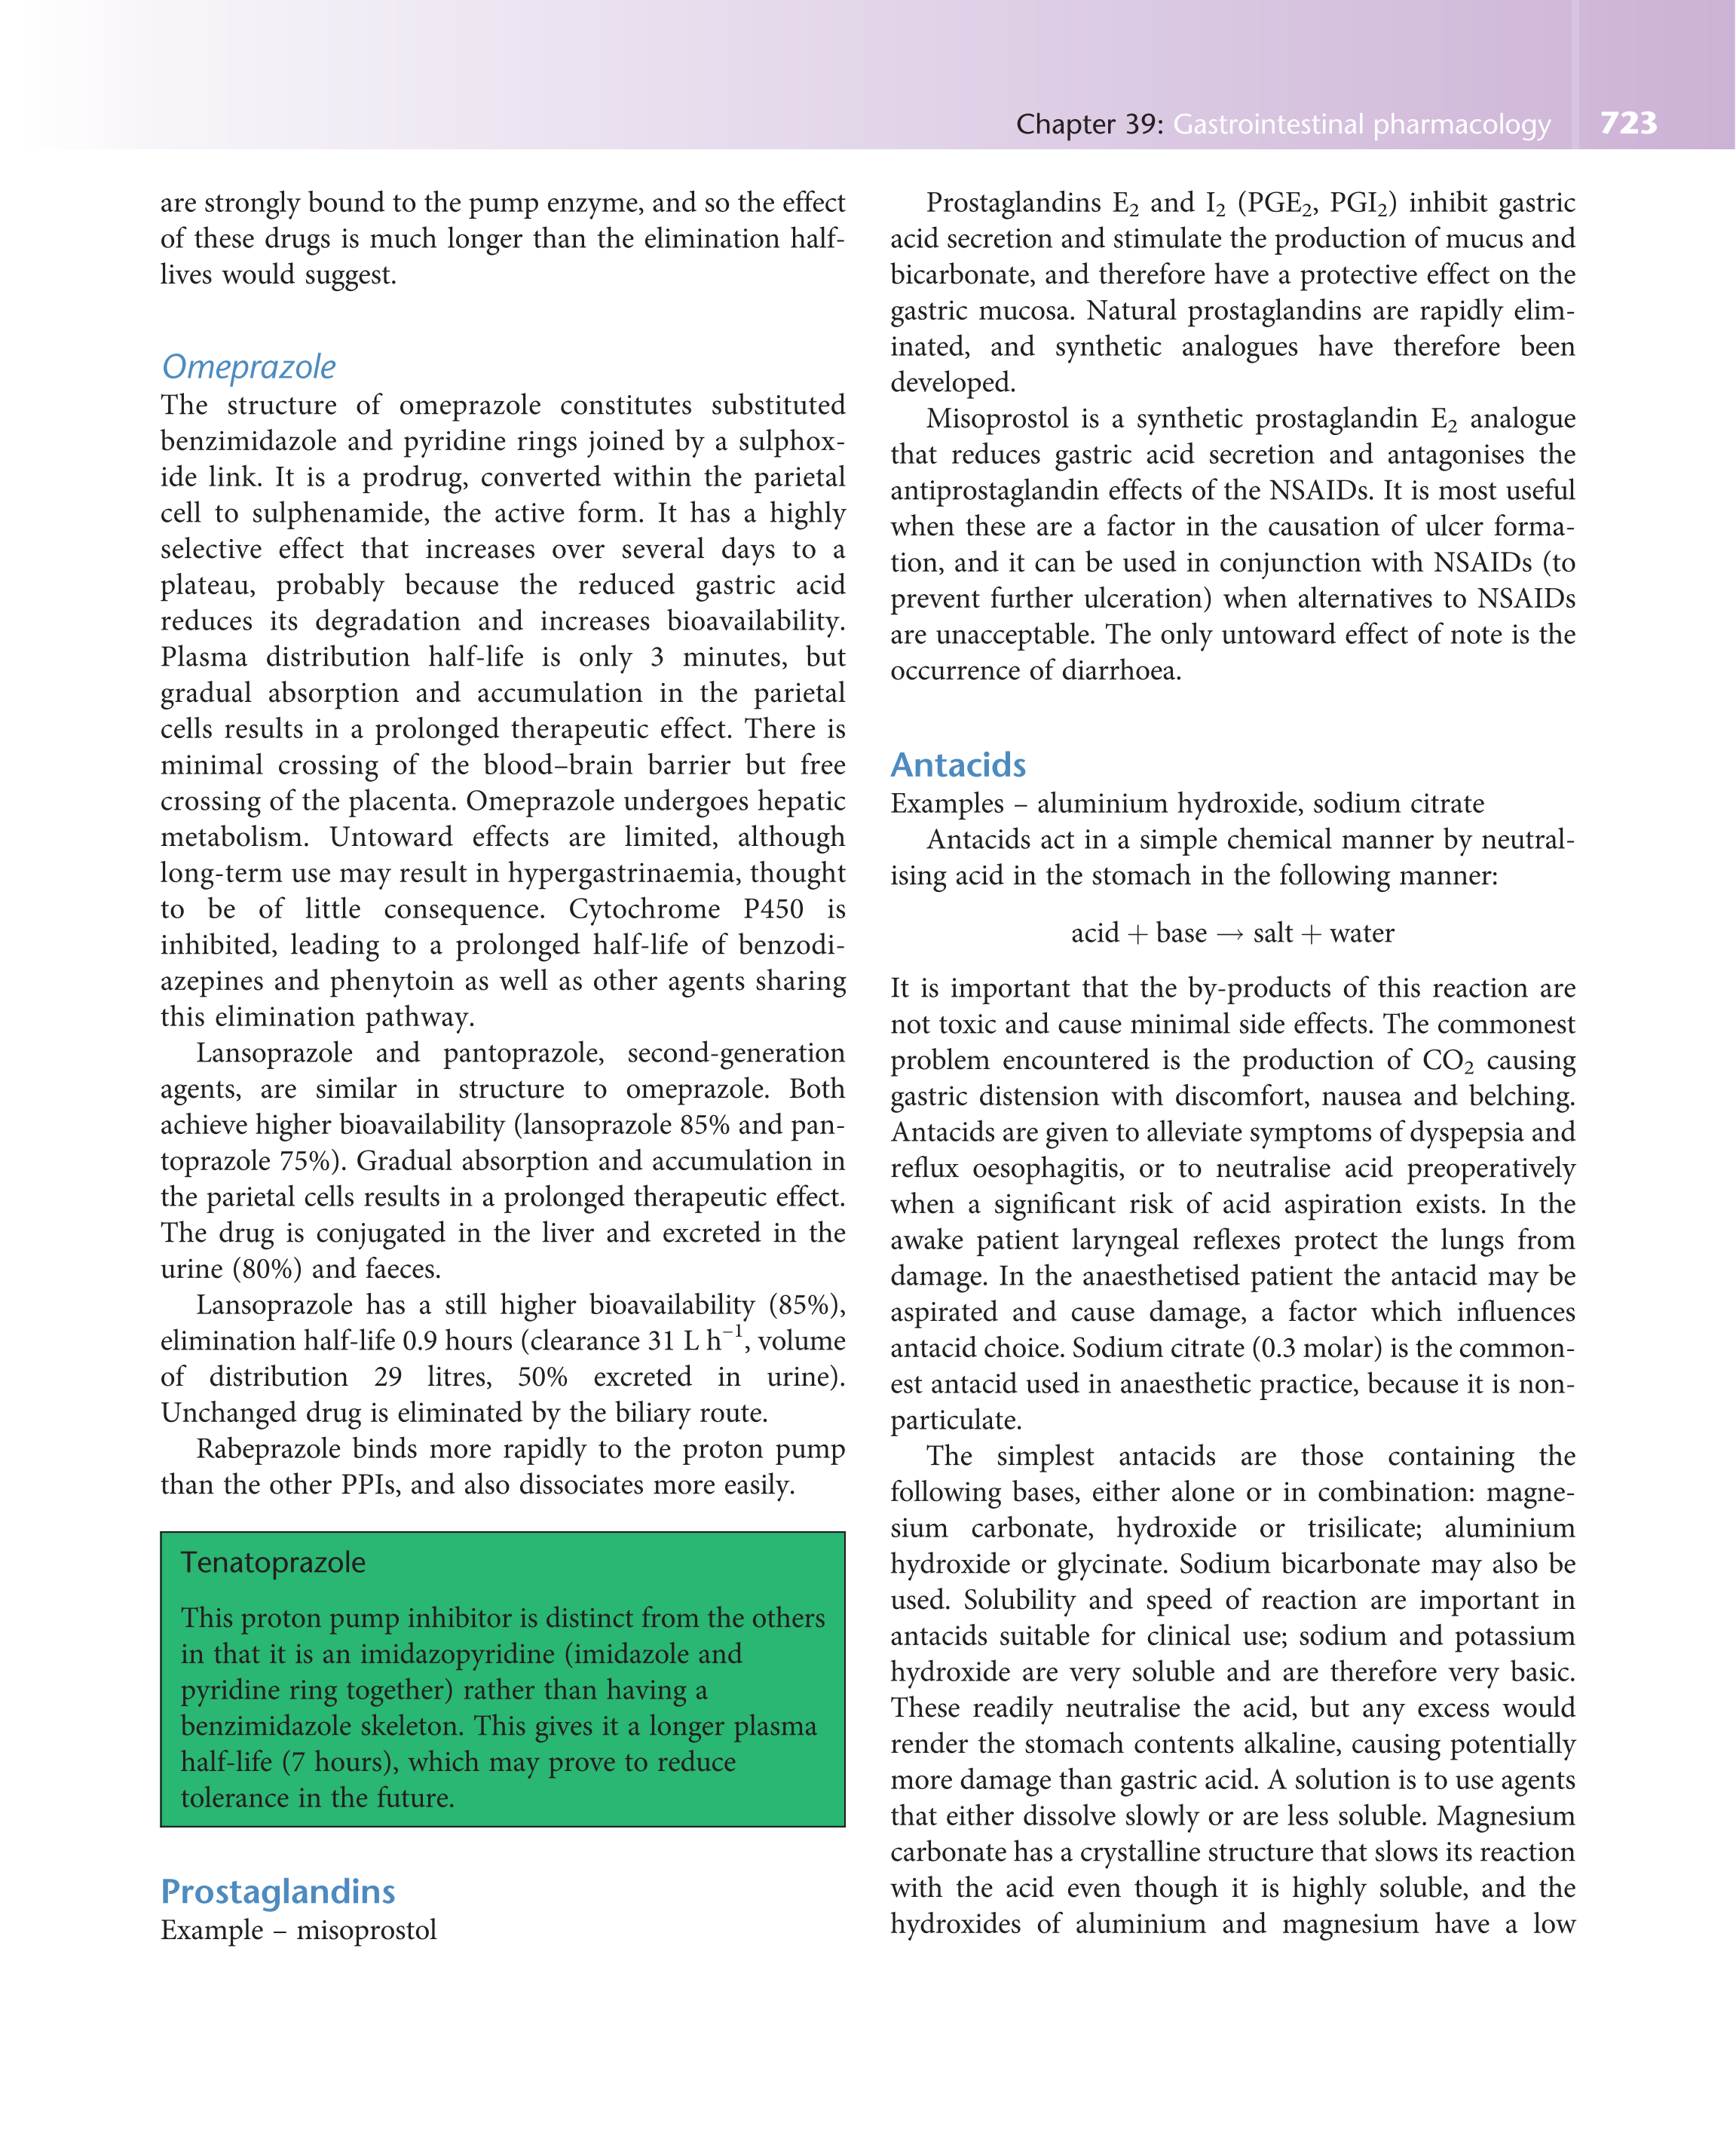 Chapter 39: Gastrointestinal pharmacology 723
are strongly bound to the pump enzyme, and so the effect
of these drugs is much longer than the elimination half-
lives would suggest.
Omeprazole
The structure of omeprazole constitutes substituted
benzimidazole and pyridine rings joined by a sulphox-
ide link. It is a prodrug, converted within the parietal
cell to sulphenamide, the active form. It has a highly
selective effect that increases over several days to a
plateau, probably because the reduced gastric acid
reduces its degradation and increases bioavailability.
Plasma distribution half-life is only 3 minutes, but
gradual absorption and accumulation in the parietal
cells results in a prolonged therapeutic effect. There is
minimal crossing of the blood–brain barrier but free
crossing of the placenta. Omeprazole undergoes hepatic
metabolism. Untoward effects are limited, although
long-term use may result in hypergastrinaemia, thought
to be of little consequence. Cytochrome P450 is
inhibited, leading to a prolonged half-life of benzodi-
azepines and phenytoin as well as other agents sharing
this elimination pathway.
Lansoprazole and pantoprazole, second-generation
agents, are similar in structure to omeprazole. Both
achieve higher bioavailability (lansoprazole 85% and pan-
toprazole 75%). Gradual absorption and accumulation in
the parietal cells results in a prolonged therapeutic effect.
The drug is conjugated in the liver and excreted in the
urine (80%) and faeces.
Lansoprazole has a still higher bioavailability (85%),
elimination half-life 0.9 hours (clearance 31 L h⁻¹, volume
of distribution 29 litres, 50% excreted in urine).
Unchanged drug is eliminated by the biliary route.
Rabeprazole binds more rapidly to the proton pump
than the other PPIs, and also dissociates more easily.
Tenatoprazole
This proton pump inhibitor is distinct from the others
in that it is an imidazopyridine (imidazole and
pyridine ring together) rather than having a
benzimidazole skeleton. This gives it a longer plasma
half-life (7 hours), which may prove to reduce
tolerance in the future.
Prostaglandins
Example – misoprostol
Prostaglandins E₂ and I₂ (PGE₂, PGI₂) inhibit gastric
acid secretion and stimulate the production of mucus and
bicarbonate, and therefore have a protective effect on the
gastric mucosa. Natural prostaglandins are rapidly elim-
inated, and synthetic analogues have therefore been
developed.
Misoprostol is a synthetic prostaglandin E₂ analogue
that reduces gastric acid secretion and antagonises the
antiprostaglandin effects of the NSAIDs. It is most useful
when these are a factor in the causation of ulcer forma-
tion, and it can be used in conjunction with NSAIDs (to
prevent further ulceration) when alternatives to NSAIDs
are unacceptable. The only untoward effect of note is the
occurrence of diarrhoea.
Antacids
Examples – aluminium hydroxide, sodium citrate
Antacids act in a simple chemical manner by neutral-
ising acid in the stomach in the following manner:
acid + base → salt + water
It is important that the by-products of this reaction are
not toxic and cause minimal side effects. The commonest
problem encountered is the production of CO₂ causing
gastric distension with discomfort, nausea and belching.
Antacids are given to alleviate symptoms of dyspepsia and
reflux oesophagitis, or to neutralise acid preoperatively
when a significant risk of acid aspiration exists. In the
awake patient laryngeal reflexes protect the lungs from
damage. In the anaesthetised patient the antacid may be
aspirated and cause damage, a factor which influences
antacid choice. Sodium citrate (0.3 molar) is the common-
est antacid used in anaesthetic practice, because it is non-
particulate.
The simplest antacids are those containing the
following bases, either alone or in combination: magne-
sium carbonate, hydroxide or trisilicate; aluminium
hydroxide or glycinate. Sodium bicarbonate may also be
used. Solubility and speed of reaction are important in
antacids suitable for clinical use; sodium and potassium
hydroxide are very soluble and are therefore very basic.
These readily neutralise the acid, but any excess would
render the stomach contents alkaline, causing potentially
more damage than gastric acid. A solution is to use agents
that either dissolve slowly or are less soluble. Magnesium
carbonate has a crystalline structure that slows its reaction
with the acid even though it is highly soluble, and the
hydroxides of aluminium and magnesium have a low